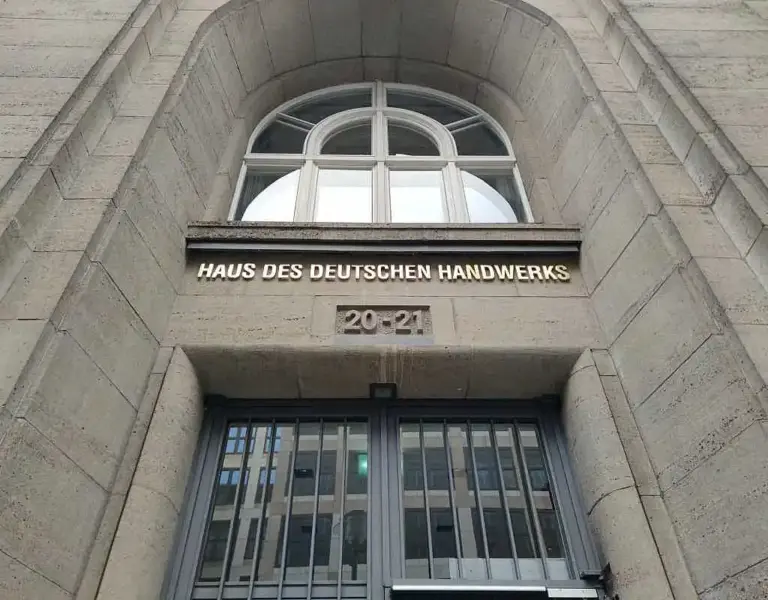 HAUS DES DEUTSCHEN HANDWERKS
20-21